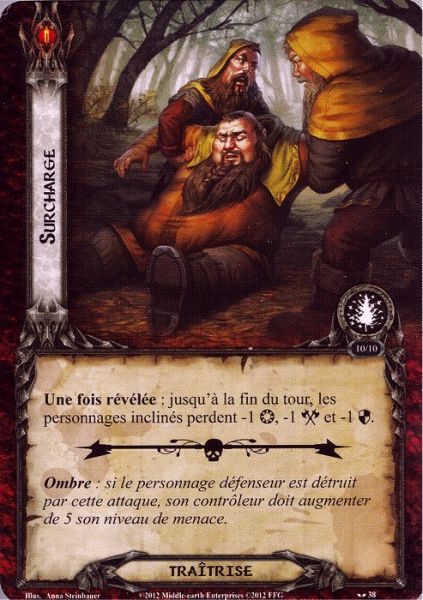 SURCHARGE
10/10
Une fois révélée : jusqu'à la fin du tour, les
personnages inclinés perdent -1 , -1 et -1 .
Ombre : si le personnage défenseur est détruit
par cette attaque, son contrôleur doit augmenter
de 5 son niveau de menace.
TRAÎTRISE
Illus. Anna Steinbauer ©2012 Middle-earth Enterprises ©2012 FFG 38